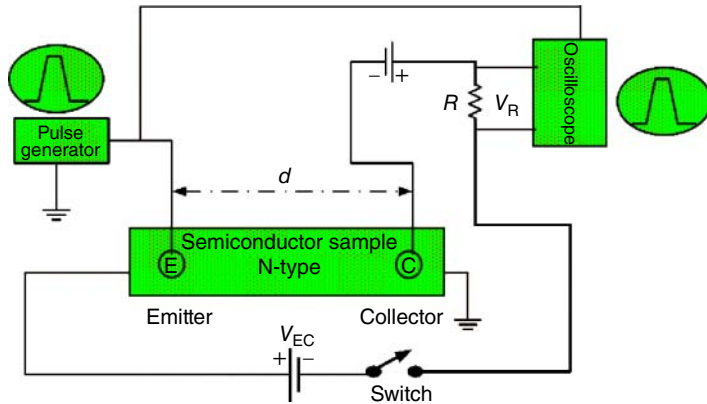 Pulse
generator
− +
R
V_R
Oscilloscope
d
Semiconductor sample
N-type
E
C
Emitter
Collector
V_EC
+ −
Switch